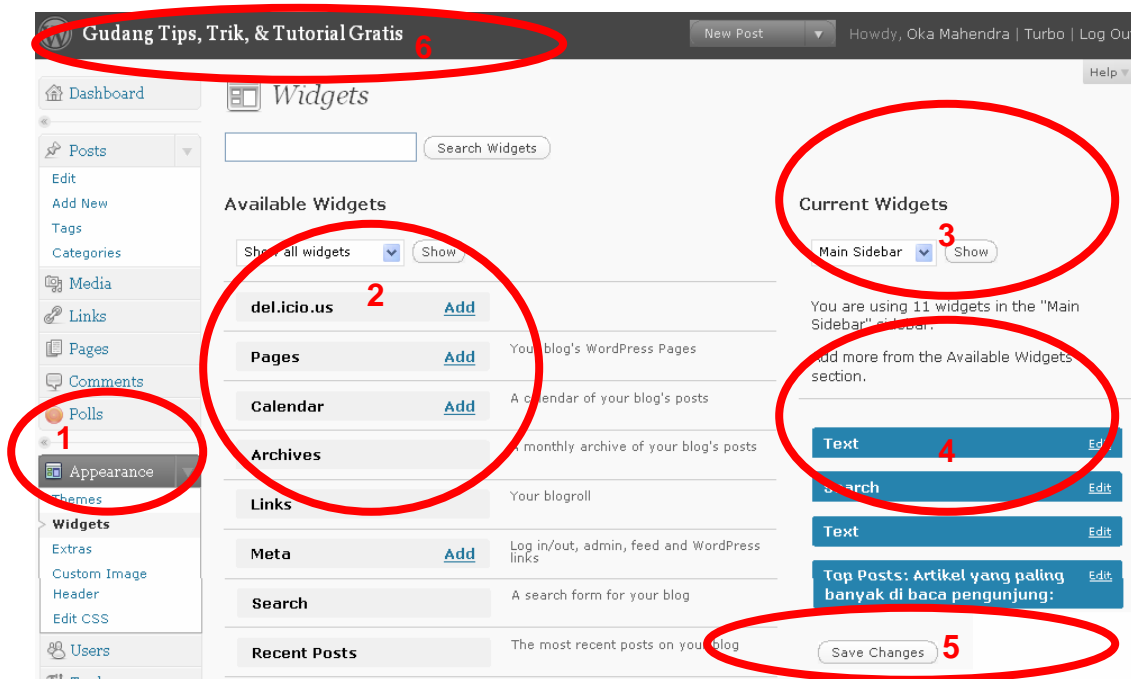 Gudang Tips, Trik, & Tutorial Gratis
6
New Post
Howdy, Oka Mahendra | Turbo | Log Out
Help
Dashboard
Posts
Edit
Add New
Tags
Categories
Media
Links
Pages
Comments
Polls
1
Appearance
Themes
Widgets
Extras
Custom Image
Header
Edit CSS
Users
Widgets
Search Widgets
Available Widgets
Show all widgets
Show
2
del.icio.us Add
Pages Add
Your blog's WordPress Pages
Calendar Add
A calendar of your blog's posts
Archives
A monthly archive of your blog's posts
Links
Your blogroll
Meta Add
Log in/out, admin, feed and WordPress
links
Search
A search form for your blog
Recent Posts
The most recent posts on your blog
Current Widgets
3
Main Sidebar
Show
You are using 11 widgets in the "Main
Sidebar" sidebar.
Add more from the Available Widgets
section.
Text Edit
4
Search Edit
Text Edit
Top Posts: Artikel yang paling Edit
banyak di baca pengunjung:
Save Changes
5